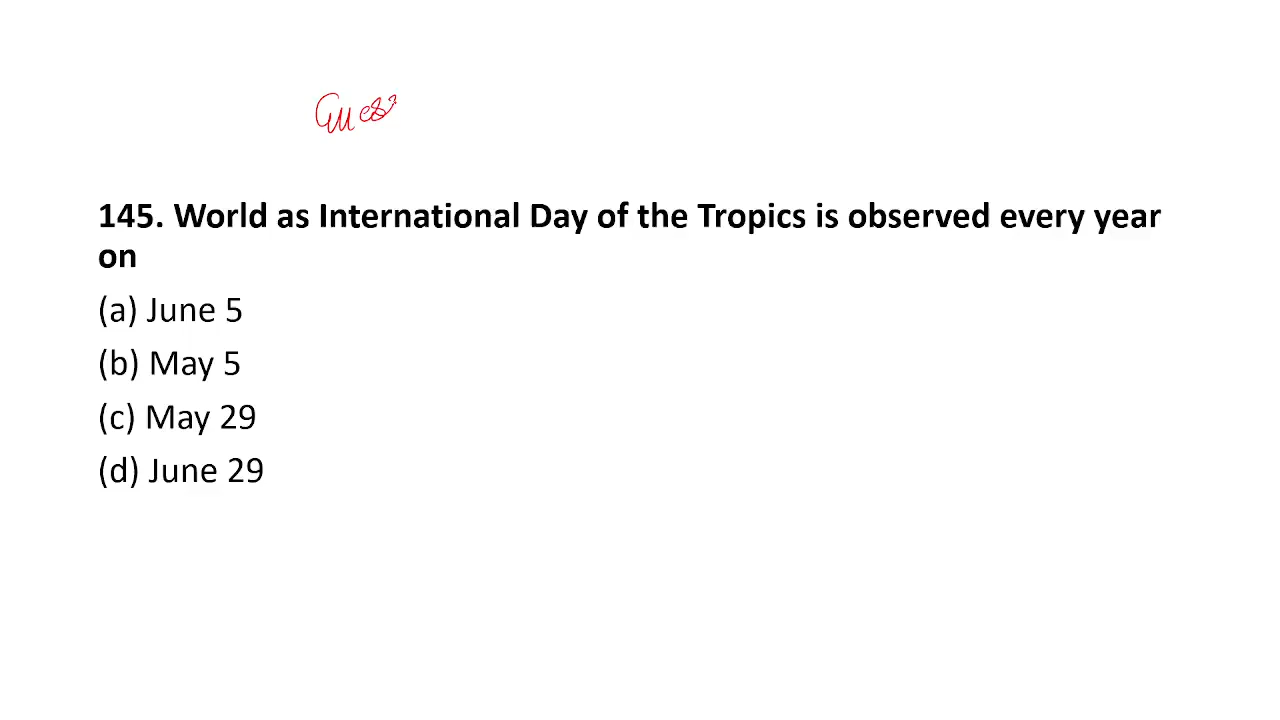 Guess
145. World as International Day of the Tropics is observed every year
on
(a) June 5
(b) May 5
(c) May 29
(d) June 29